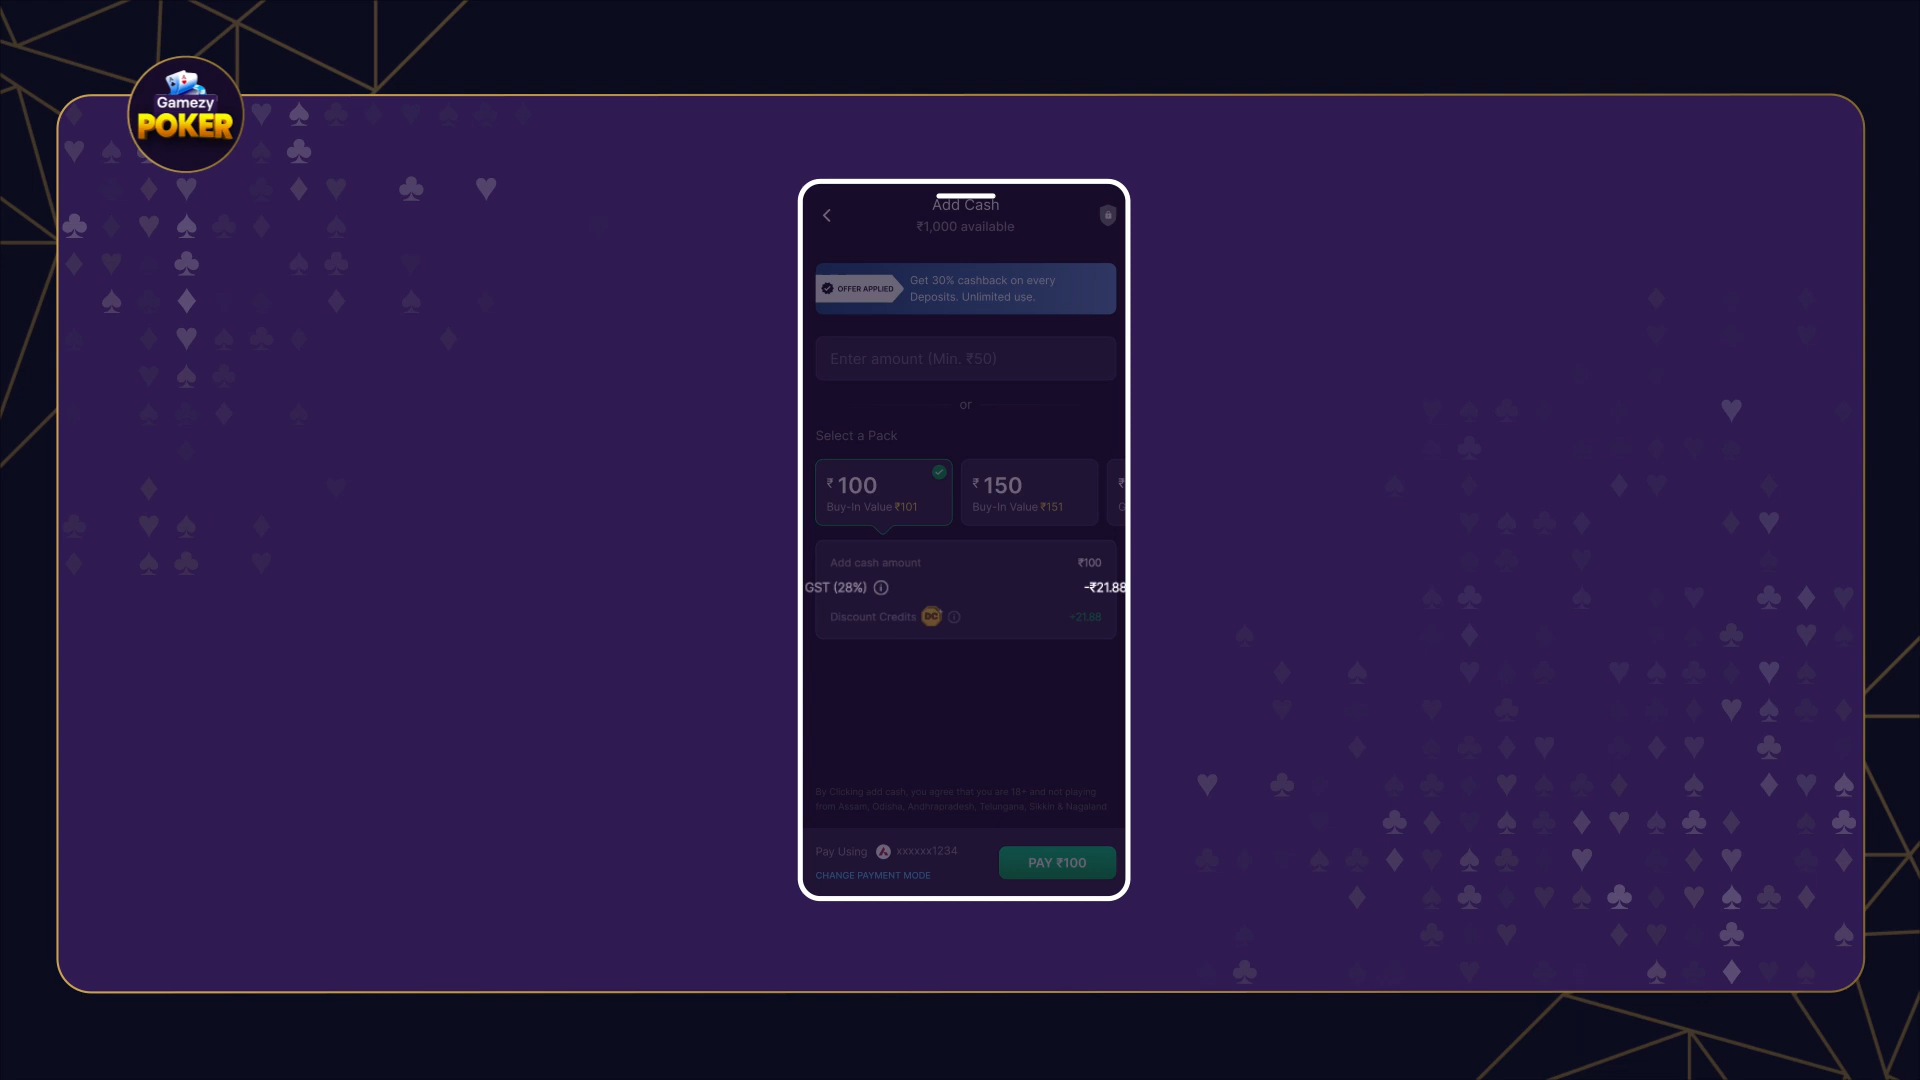 Gamezy
POKER
Add Cash
₹1,000 available
OFFER APPLIED
Get 30% cashback on every
Deposits. Unlimited use.
Enter amount (Min. ₹50)
or
Select a Pack
₹100
Buy-In Value ₹101
₹150
Buy-In Value ₹151
₹
G
Add cash amount ₹100
GST (28%) -₹21.88
Discount Credits DC +21.88
By Clicking add cash, you agree that you are 18+ and not playing
from Assam, Odisha, Andhrapradesh, Telungana, Sikkin & Nagaland
Pay Using xxxxxx1234
CHANGE PAYMENT MODE
PAY ₹100